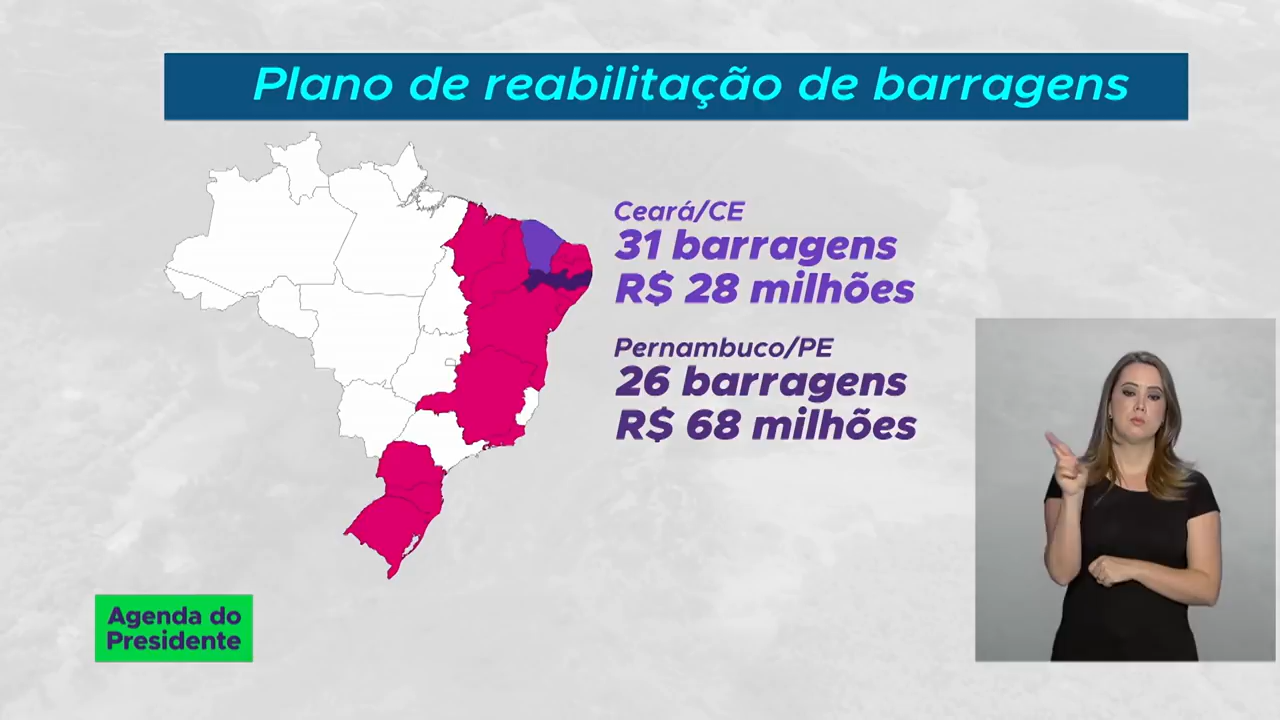 Plano de reabilitação de barragens
Ceará/CE
31 barragens
R$ 28 milhões
Pernambuco/PE
26 barragens
R$ 68 milhões
Agenda do
Presidente